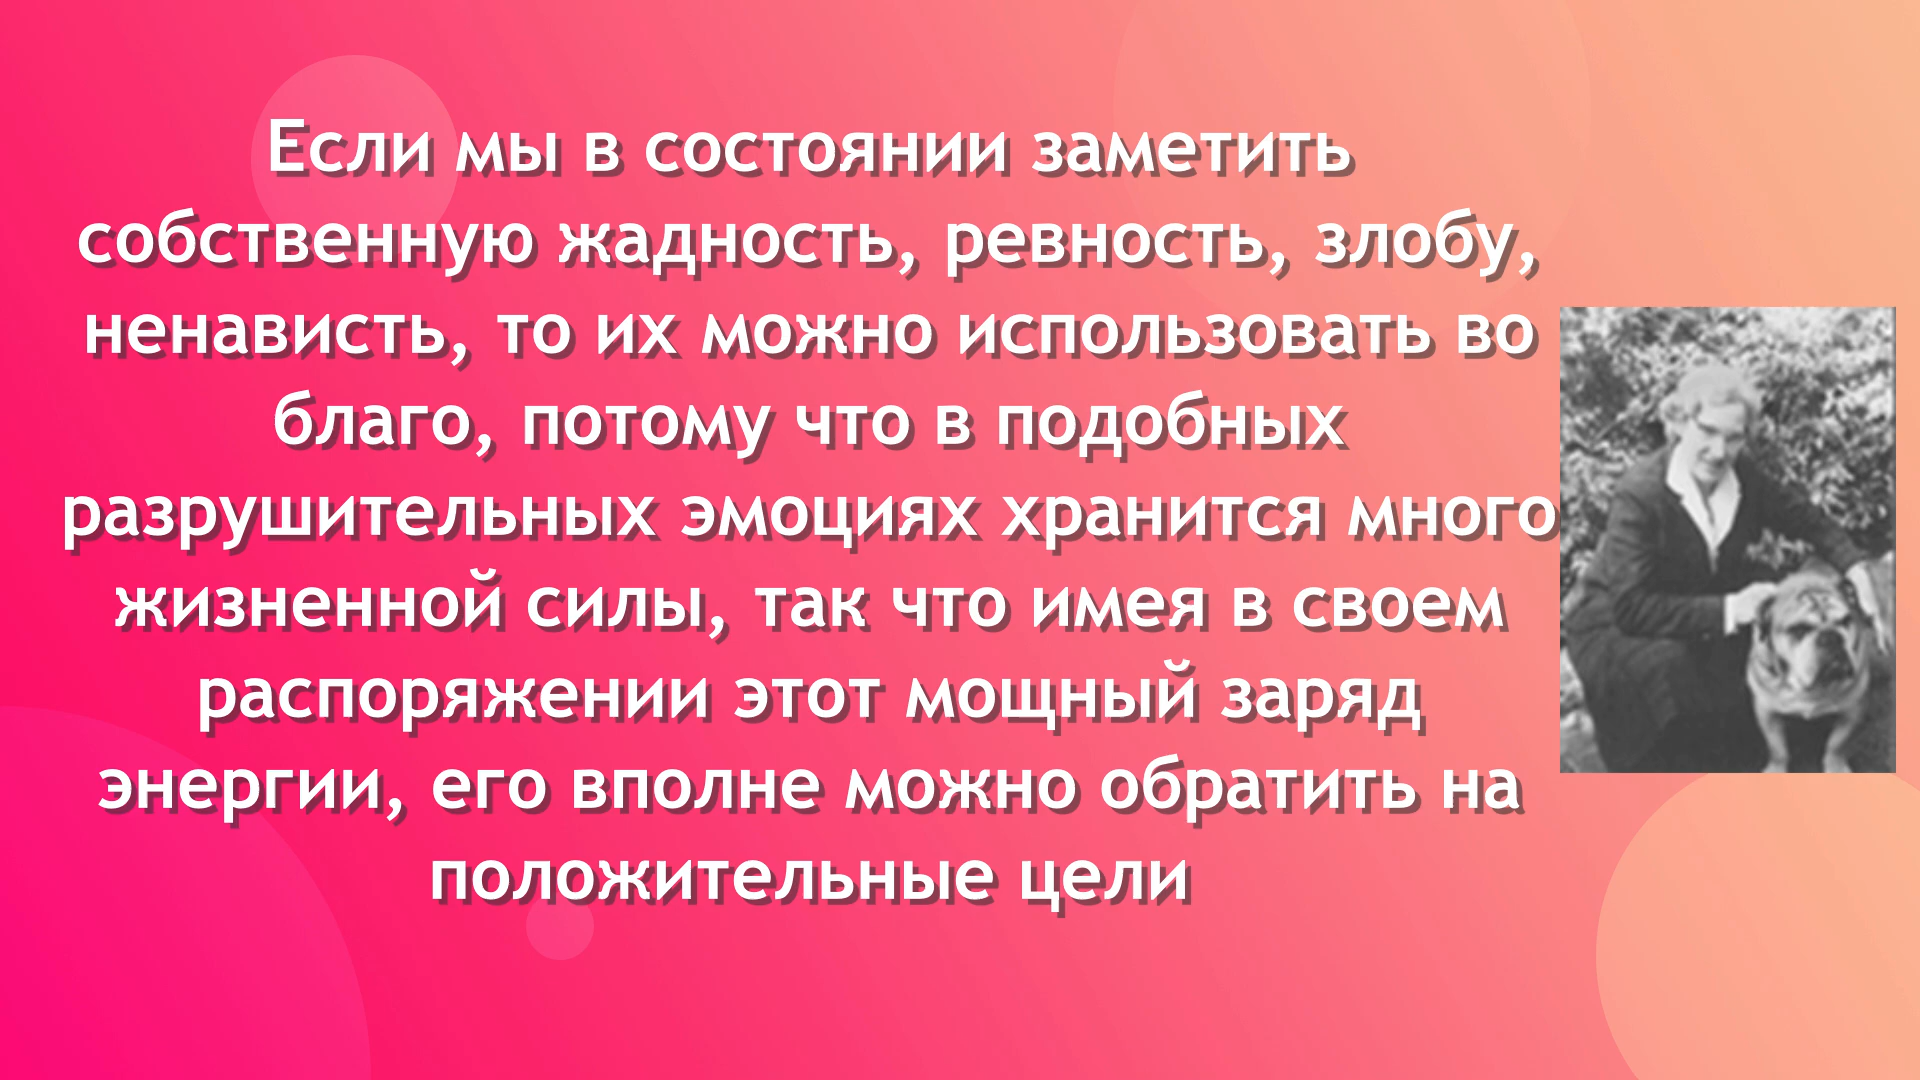 Если мы в состоянии заметить
собственную жадность, ревность, злобу,
ненависть, то их можно использовать во
благо, потому что в подобных
разрушительных эмоциях хранится много
жизненной силы, так что имея в своем
распоряжении этот мощный заряд
энергии, его вполне можно обратить на
положительные цели